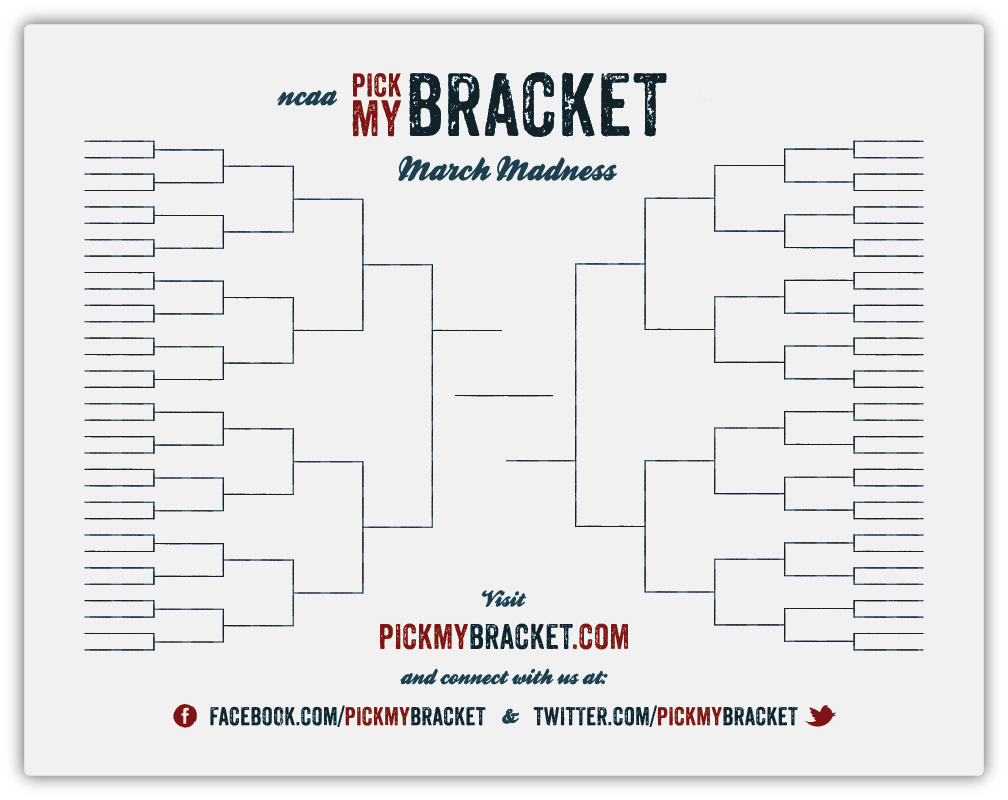 ncaa PICK MY BRACKET
March Madness
Visit
PICKMYBRACKET.COM
and connect with us at:
FACEBOOK.COM/PICKMYBRACKET & TWITTER.COM/PICKMYBRACKET